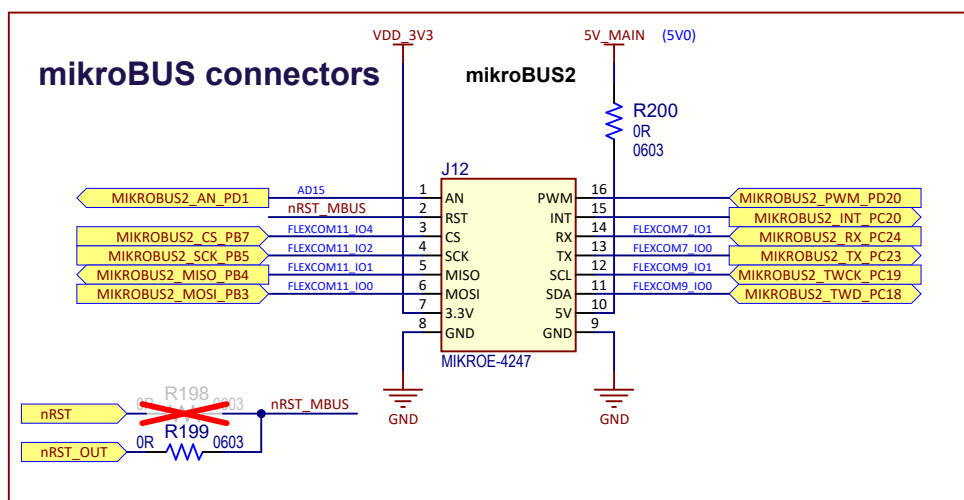 VDD_3V3
5V_MAIN (5V0)
mikroBUS connectors
mikroBUS2
R200
0R
0603
J12
MIKROBUS2_AN_PD1 AD15 1 AN PWM 16 MIKROBUS2_PWM_PD20
nRST_MBUS 2 RST INT 15 MIKROBUS2_INT_PC20
MIKROBUS2_CS_PB7 FLEXCOM11_IO4 3 CS RX 14 FLEXCOM7_IO1 MIKROBUS2_RX_PC24
MIKROBUS2_SCK_PB5 FLEXCOM11_IO2 4 SCK TX 13 FLEXCOM7_IO0 MIKROBUS2_TX_PC23
MIKROBUS2_MISO_PB4 FLEXCOM11_IO1 5 MISO SCL 12 FLEXCOM9_IO1 MIKROBUS2_TWCK_PC19
MIKROBUS2_MOSI_PB3 FLEXCOM11_IO0 6 MOSI SDA 11 FLEXCOM9_IO0 MIKROBUS2_TWD_PC18
7 3.3V 5V 10
8 GND GND 9
MIKROE-4247
GND GND
R198
nRST 0R 0603 nRST_MBUS
R199
nRST_OUT 0R 0603